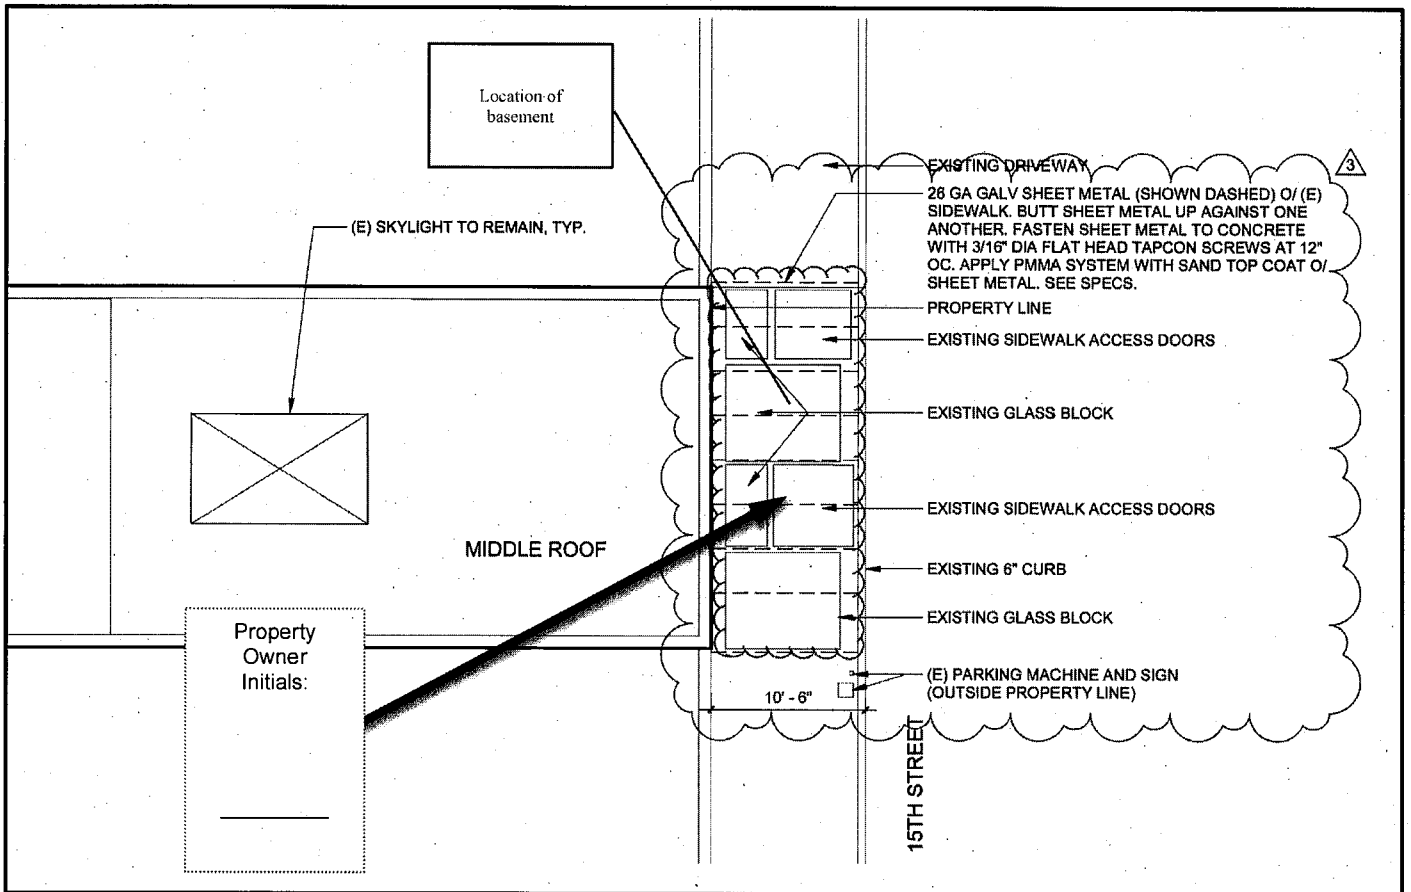 Location of
basement
EXISTING DRIVEWAY
3
26 GA GALV SHEET METAL (SHOWN DASHED) O/ (E)
SIDEWALK. BUTT SHEET METAL UP AGAINST ONE
ANOTHER. FASTEN SHEET METAL TO CONCRETE
WITH 3/16" DIA FLAT HEAD TAPCON SCREWS AT 12"
OC. APPLY PMMA SYSTEM WITH SAND TOP COAT O/
SHEET METAL. SEE SPECS.
(E) SKYLIGHT TO REMAIN, TYP.
PROPERTY LINE
EXISTING SIDEWALK ACCESS DOORS
EXISTING GLASS BLOCK
EXISTING SIDEWALK ACCESS DOORS
MIDDLE ROOF
EXISTING 6" CURB
EXISTING GLASS BLOCK
Property
Owner
Initials:
(E) PARKING MACHINE AND SIGN
(OUTSIDE PROPERTY LINE)
10' - 6"
15TH STREET